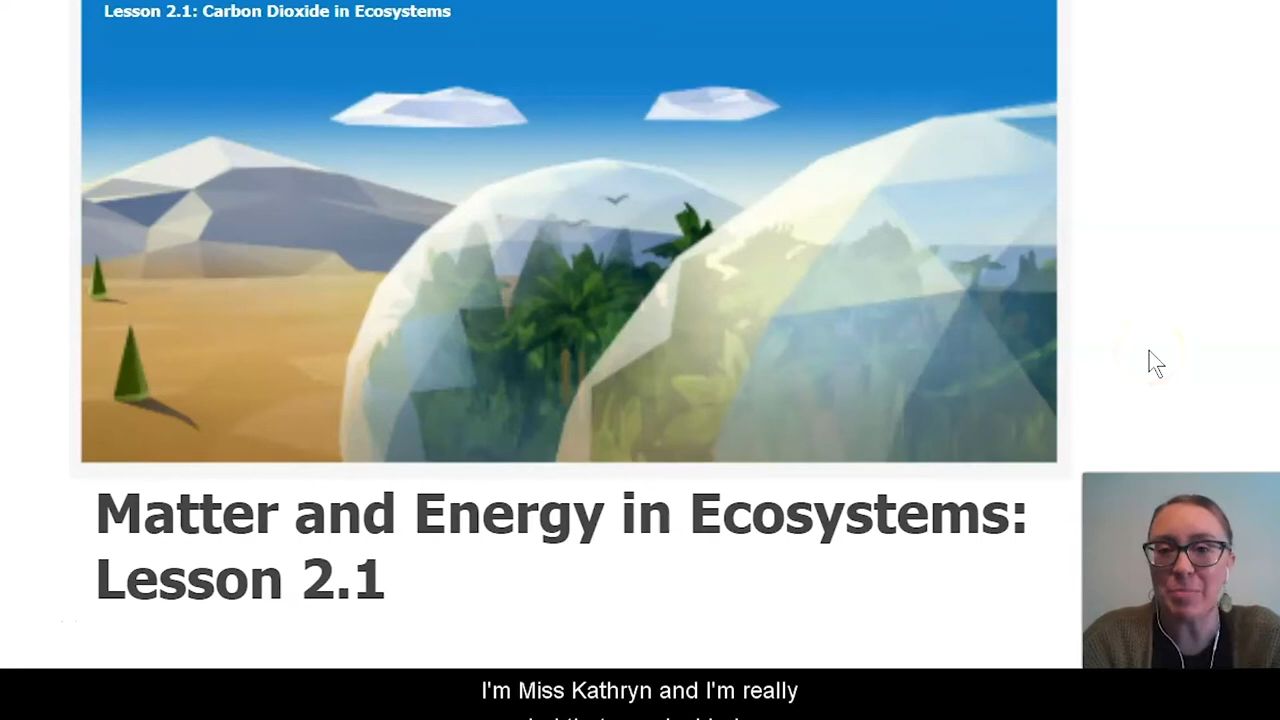 Lesson 2.1: Carbon Dioxide in Ecosystems
Matter and Energy in Ecosystems:
Lesson 2.1
I'm Miss Kathryn and I'm really